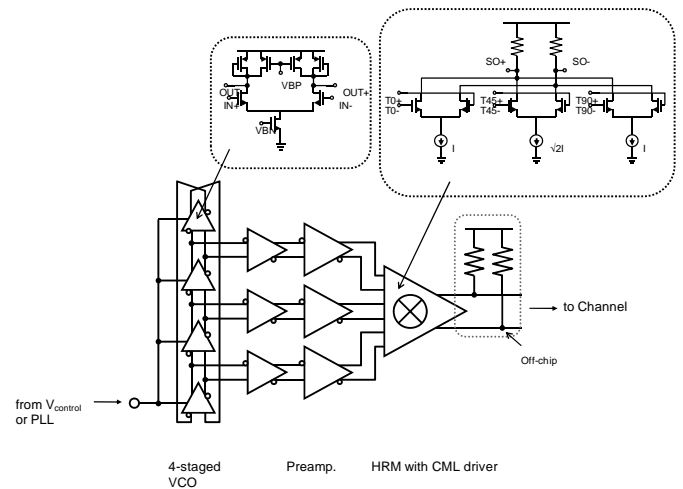 SO+ SO-
VBP
OUT- OUT+
IN+ IN-
VBN
T0+ T45+ T90+
T0- T45- T90-
I √2I I
to Channel
Off-chip
from Vcontrol
or PLL
4-staged Preamp. HRM with CML driver
VCO